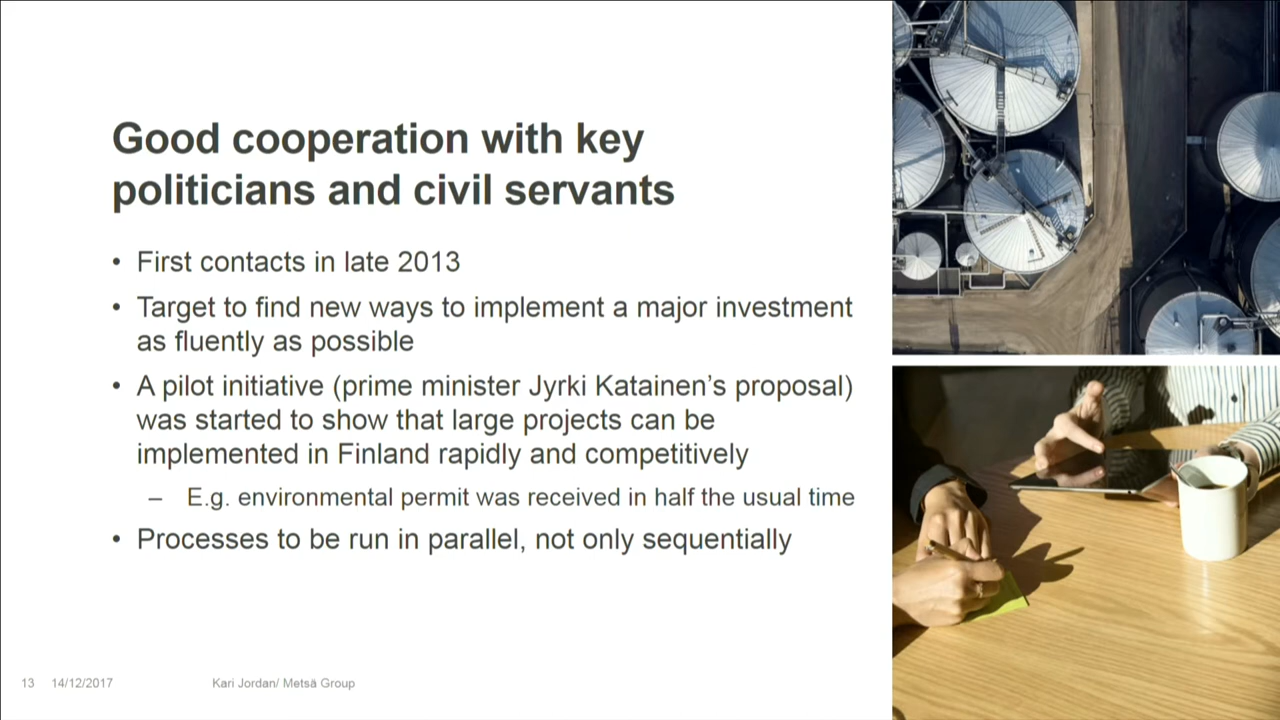 Good cooperation with key
politicians and civil servants
• First contacts in late 2013
• Target to find new ways to implement a major investment
as fluently as possible
• A pilot initiative (prime minister Jyrki Katainen’s proposal)
was started to show that large projects can be
implemented in Finland rapidly and competitively
– E.g. environmental permit was received in half the usual time
• Processes to be run in parallel, not only sequentially
13 14/12/2017 Kari Jordan/ Metsä Group